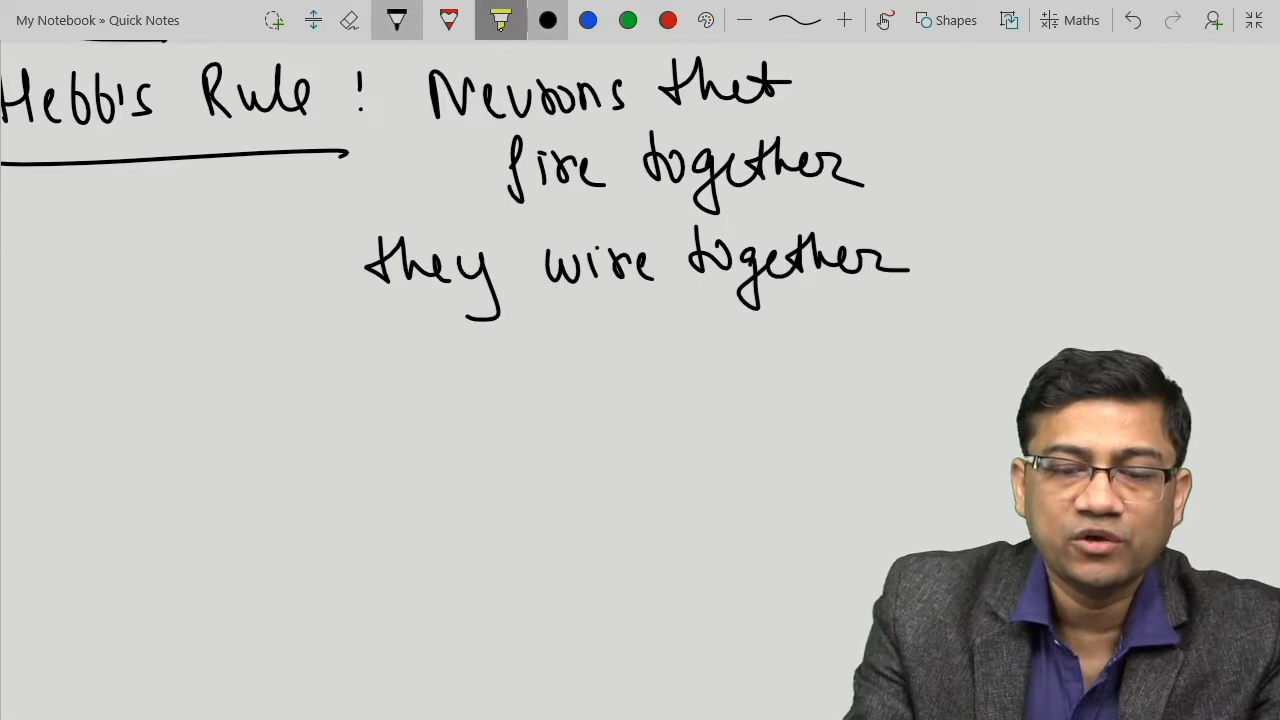 My Notebook » Quick Notes Shapes Maths
Hebb's Rule ! Neurons that
fire together
they wire together